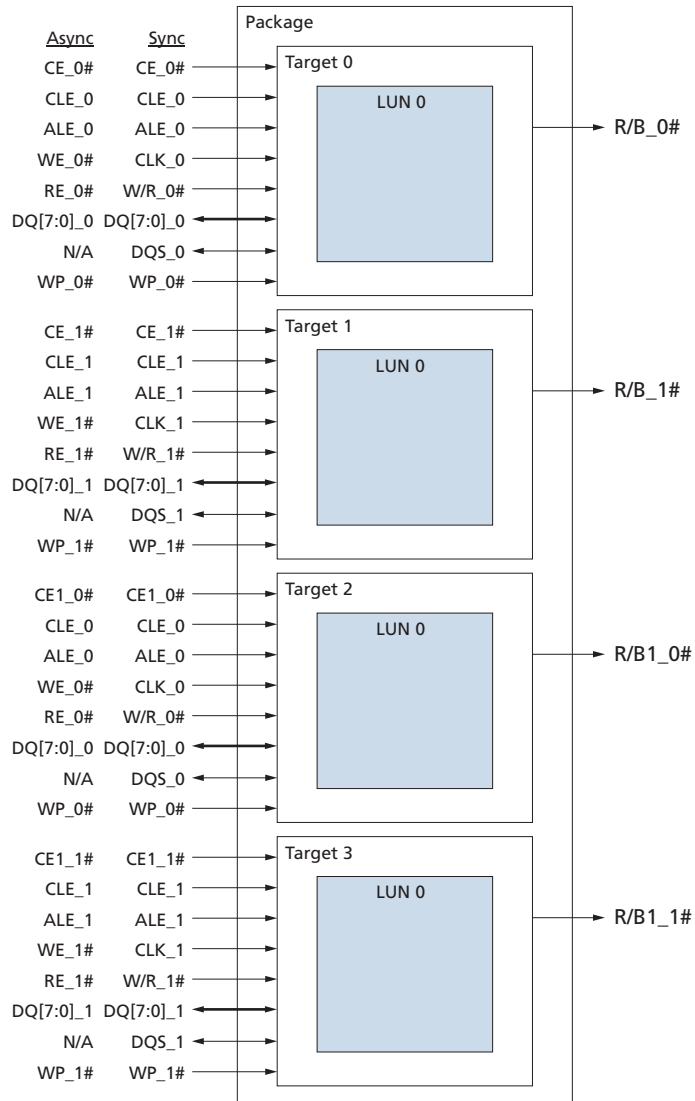 Package
Async Sync
Target 0
CE_0# CE_0#
CLE_0 CLE_0
LUN 0
ALE_0 ALE_0
R/B_0#
WE_0# CLK_0
RE_0# W/R_0#
DQ[7:0]_0 DQ[7:0]_0
N/A DQS_0
WP_0# WP_0#
Target 1
CE_1# CE_1#
CLE_1 CLE_1
LUN 0
ALE_1 ALE_1
R/B_1#
WE_1# CLK_1
RE_1# W/R_1#
DQ[7:0]_1 DQ[7:0]_1
N/A DQS_1
WP_1# WP_1#
Target 2
CE1_0# CE1_0#
CLE_0 CLE_0
LUN 0
ALE_0 ALE_0
R/B1_0#
WE_0# CLK_0
RE_0# W/R_0#
DQ[7:0]_0 DQ[7:0]_0
N/A DQS_0
WP_0# WP_0#
Target 3
CE1_1# CE1_1#
CLE_1 CLE_1
LUN 0
ALE_1 ALE_1
R/B1_1#
WE_1# CLK_1
RE_1# W/R_1#
DQ[7:0]_1 DQ[7:0]_1
N/A DQS_1
WP_1# WP_1#